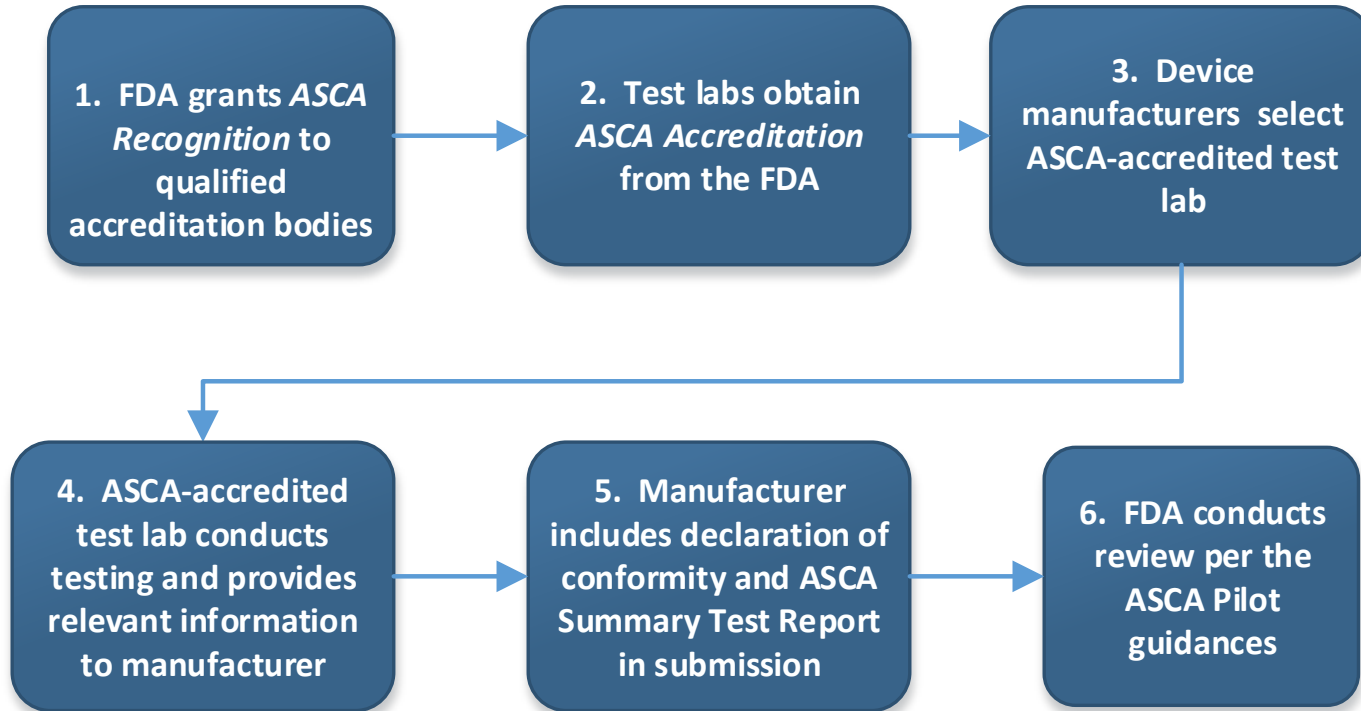 1. FDA grants ASCA
Recognition to
qualified
accreditation bodies
2. Test labs obtain
ASCA Accreditation
from the FDA
3. Device
manufacturers select
ASCA-accredited test
lab
4. ASCA-accredited
test lab conducts
testing and provides
relevant information
to manufacturer
5. Manufacturer
includes declaration of
conformity and ASCA
Summary Test Report
in submission
6. FDA conducts
review per the
ASCA Pilot
guidances